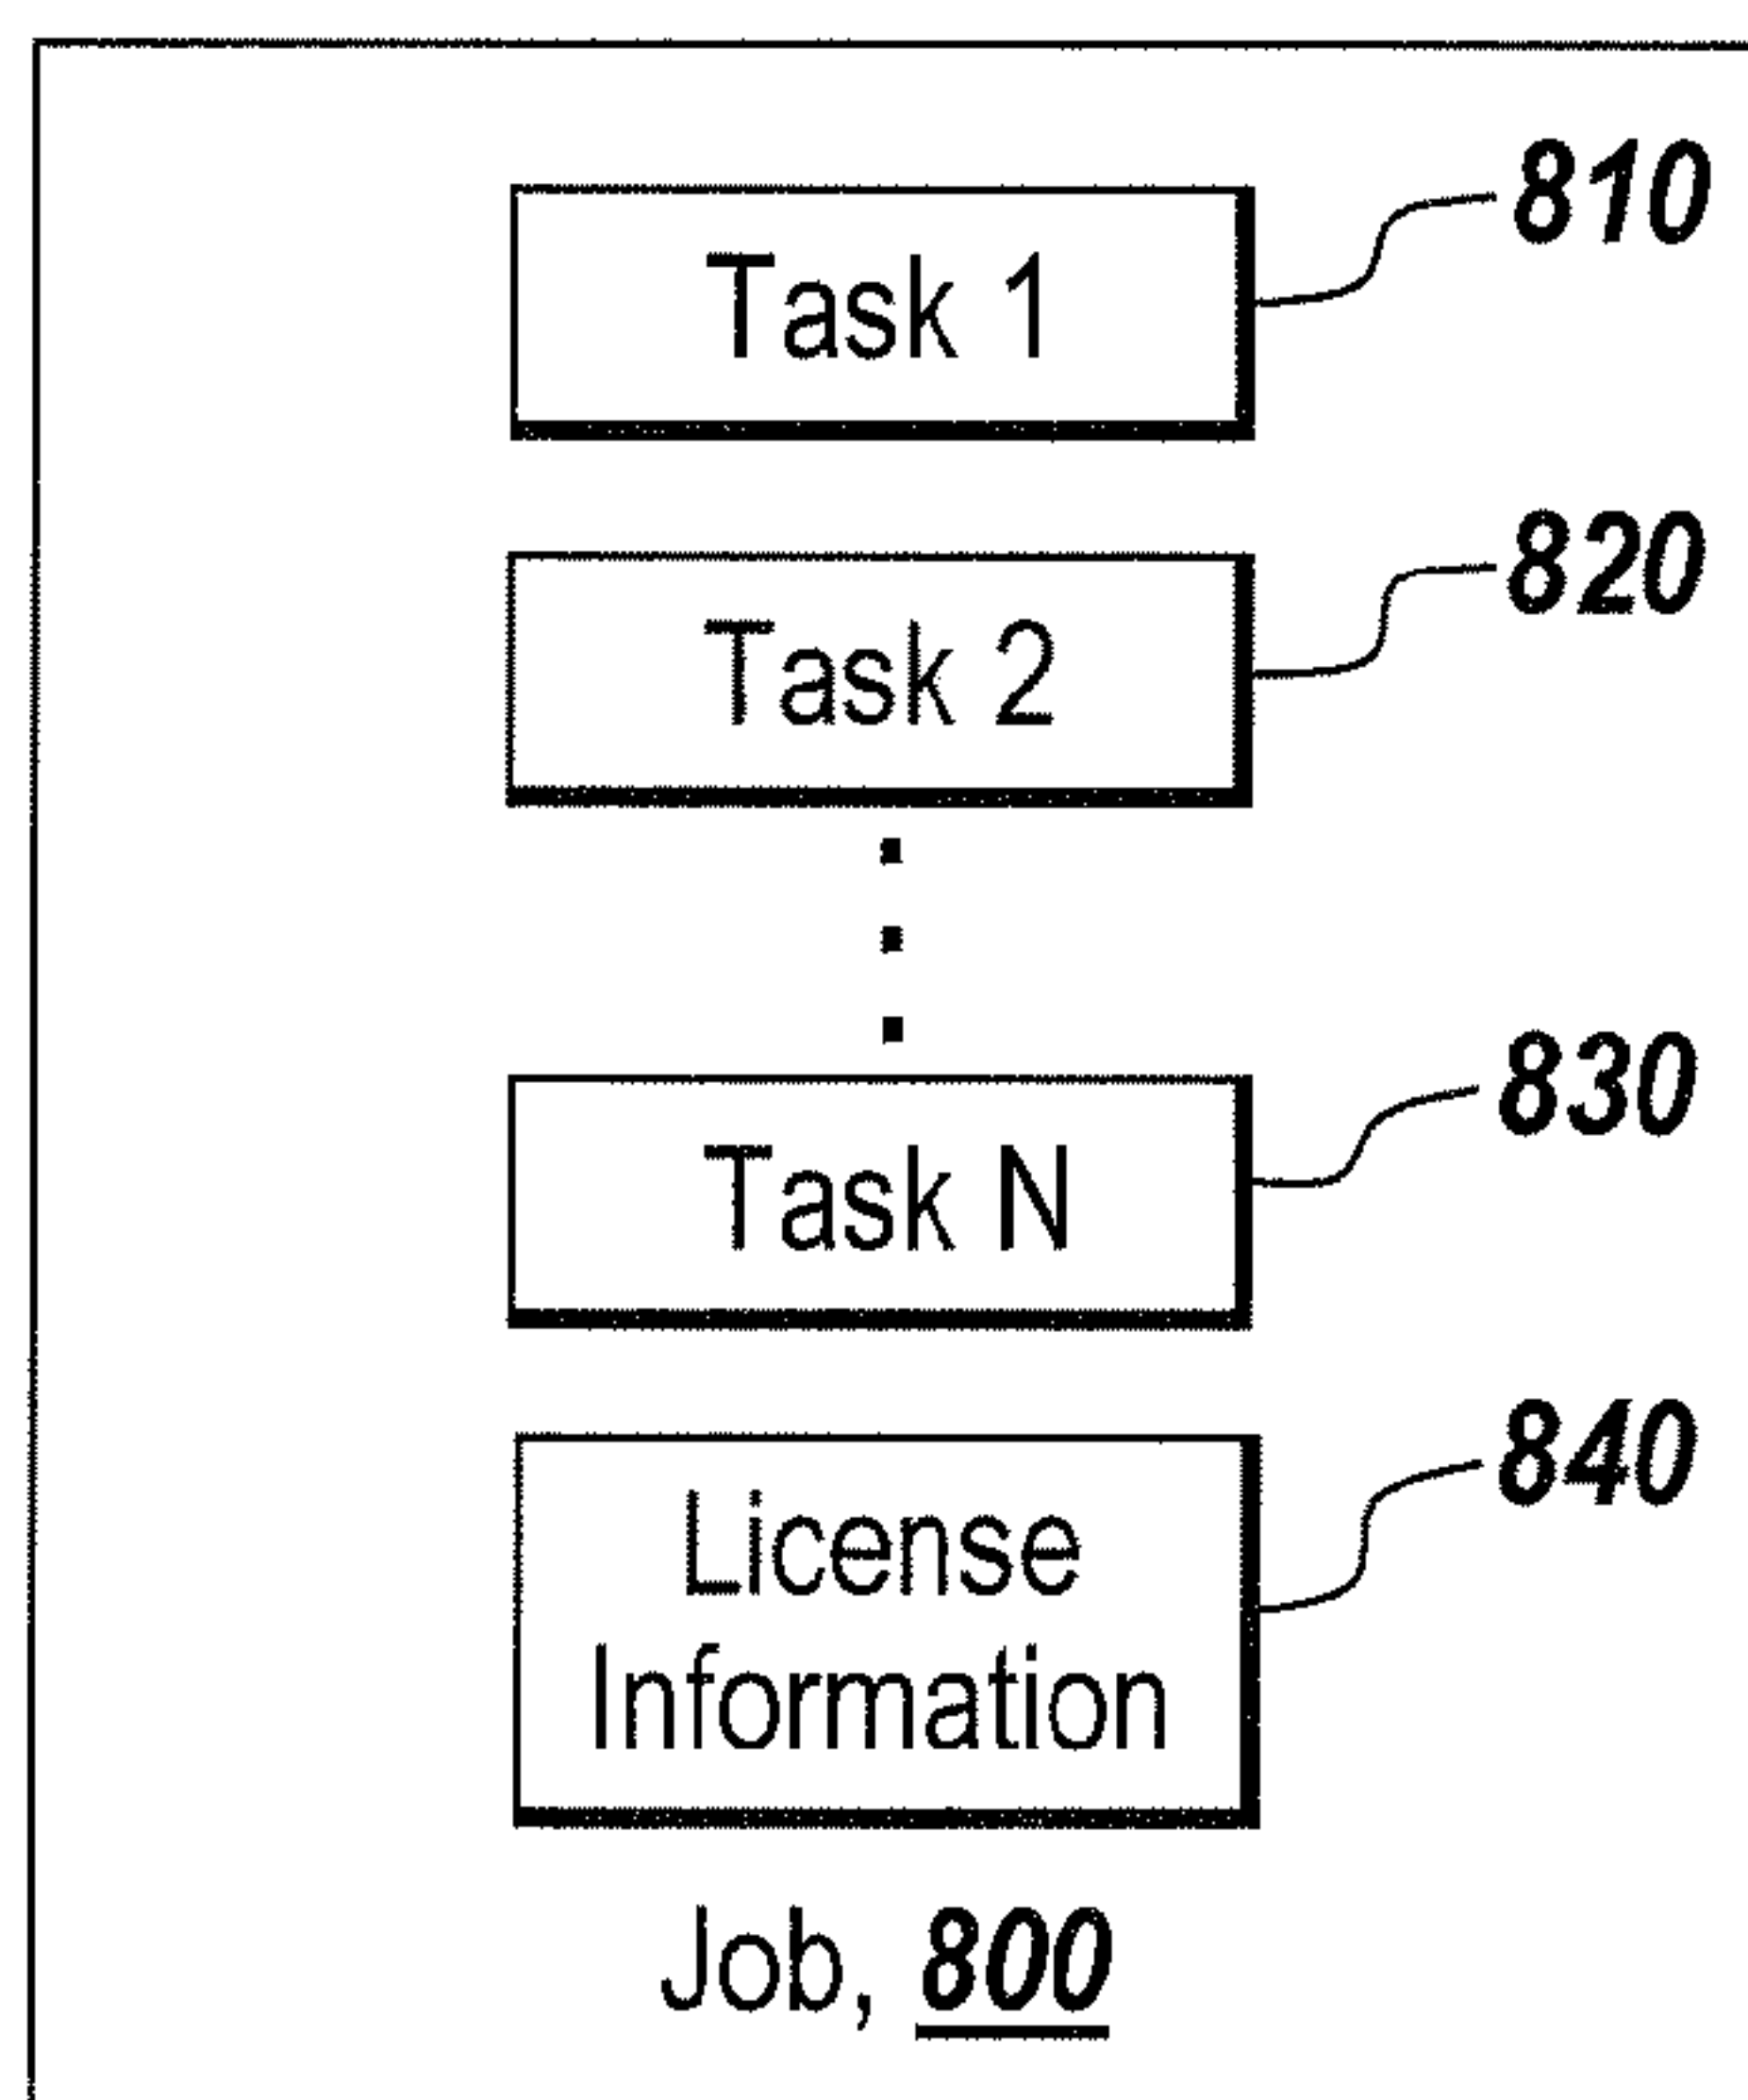 810
Task 1
820
Task 2
830
Task N
840
License
Information
Job, 800